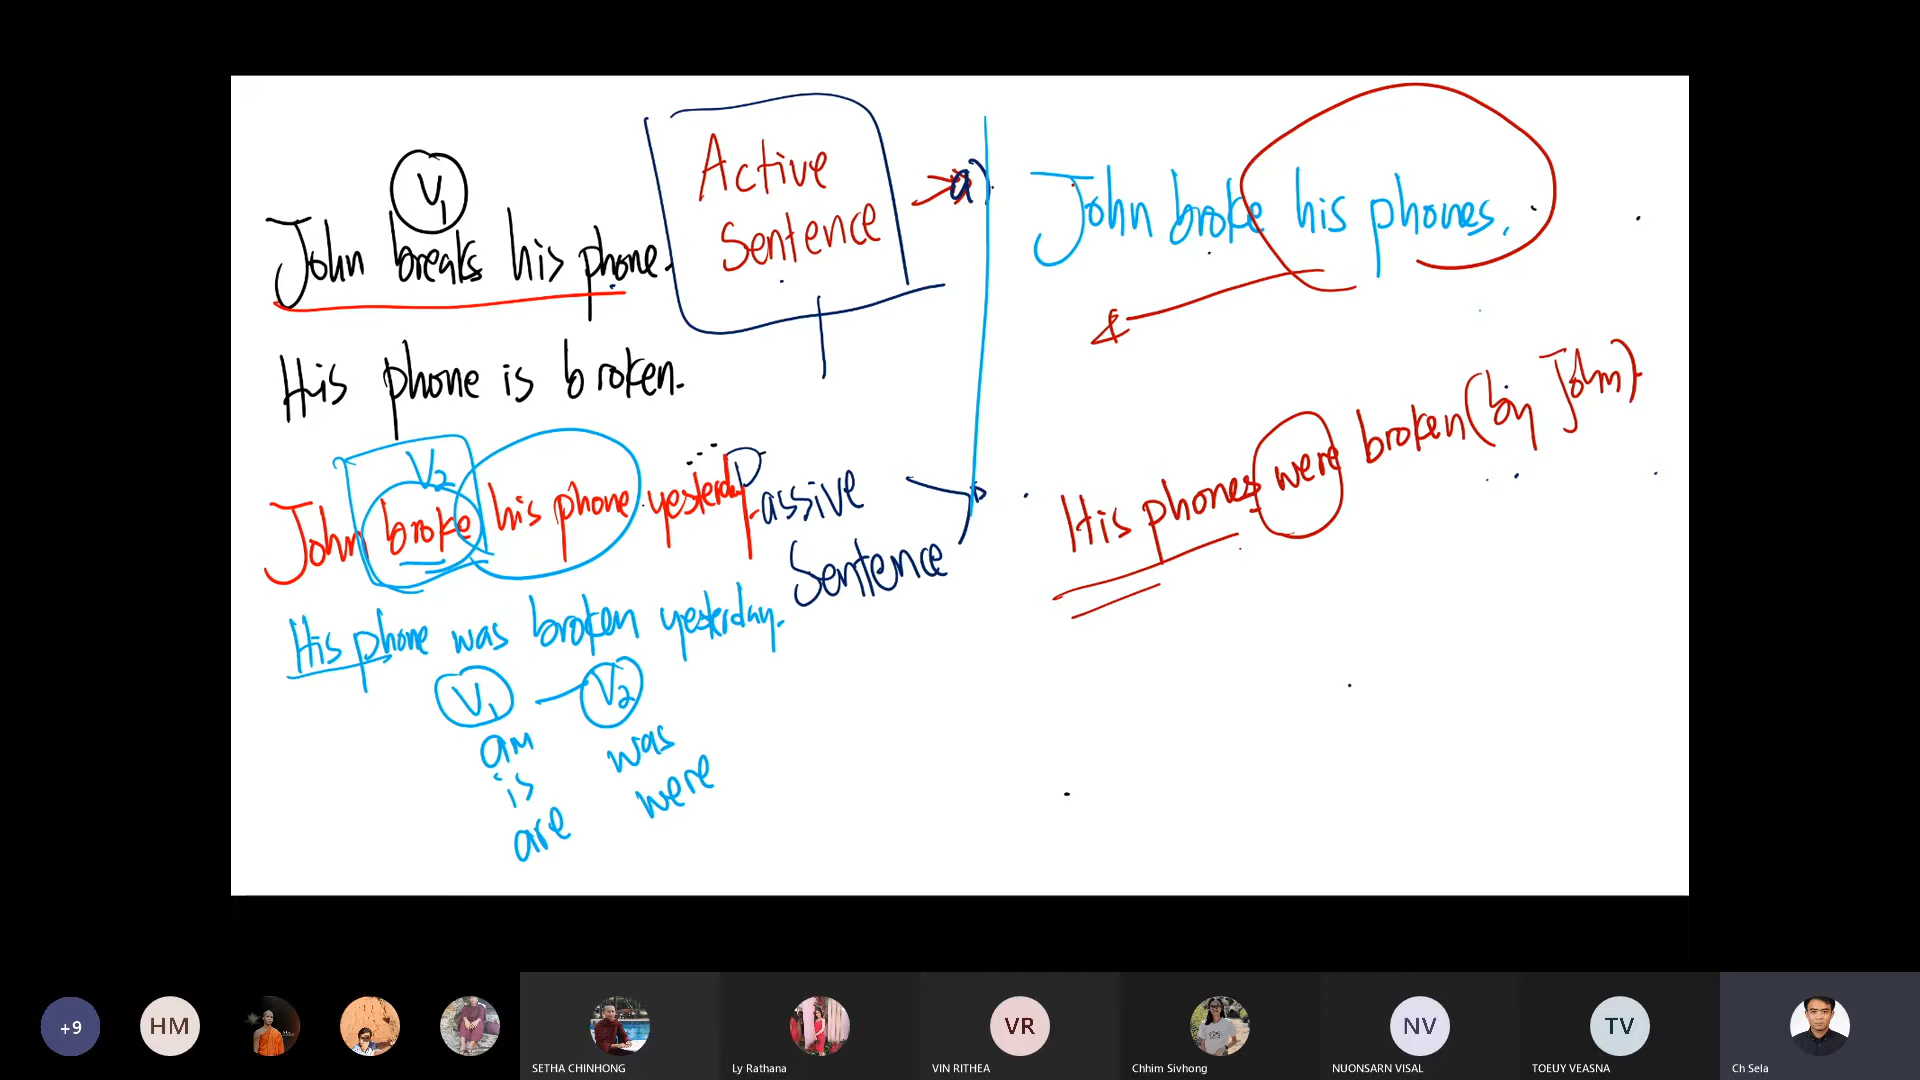 V1
John breaks his phone.
Active
Sentence
a)
His phone is broken.
V2
John broke his phone yesterday.
Passive
Sentence
His phone was broken yesterday.
V1 - V2
am was
is were
are
John broke his phones.
His phones were broken (by John).
+9
HM
SETHA CHINHONG
Ly Rathana
VR
VIN RITHEA
Chhim Sivhong
NV
NUONSARN VISAL
TV
TOEUY VEASNA
Ch Sela